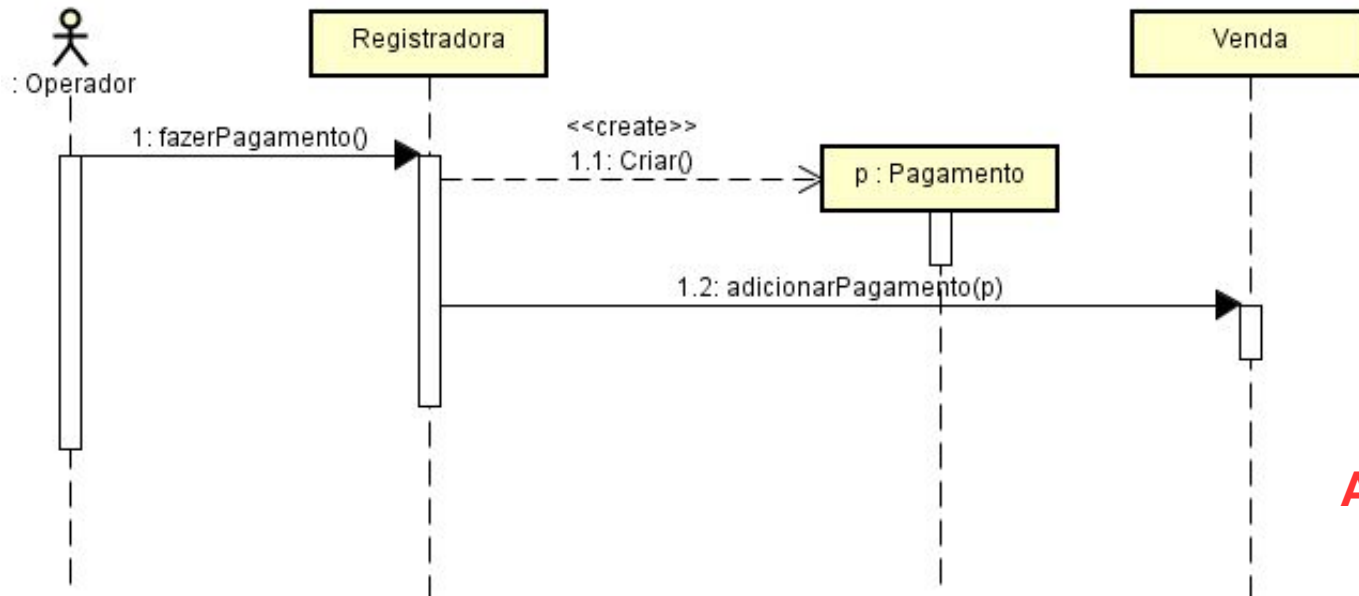 Registradora
Venda
: Operador
<<create>>
1: fazerPagamento()
1.1: Criar()
p : Pagamento
1.2: adicionarPagamento(p)
A